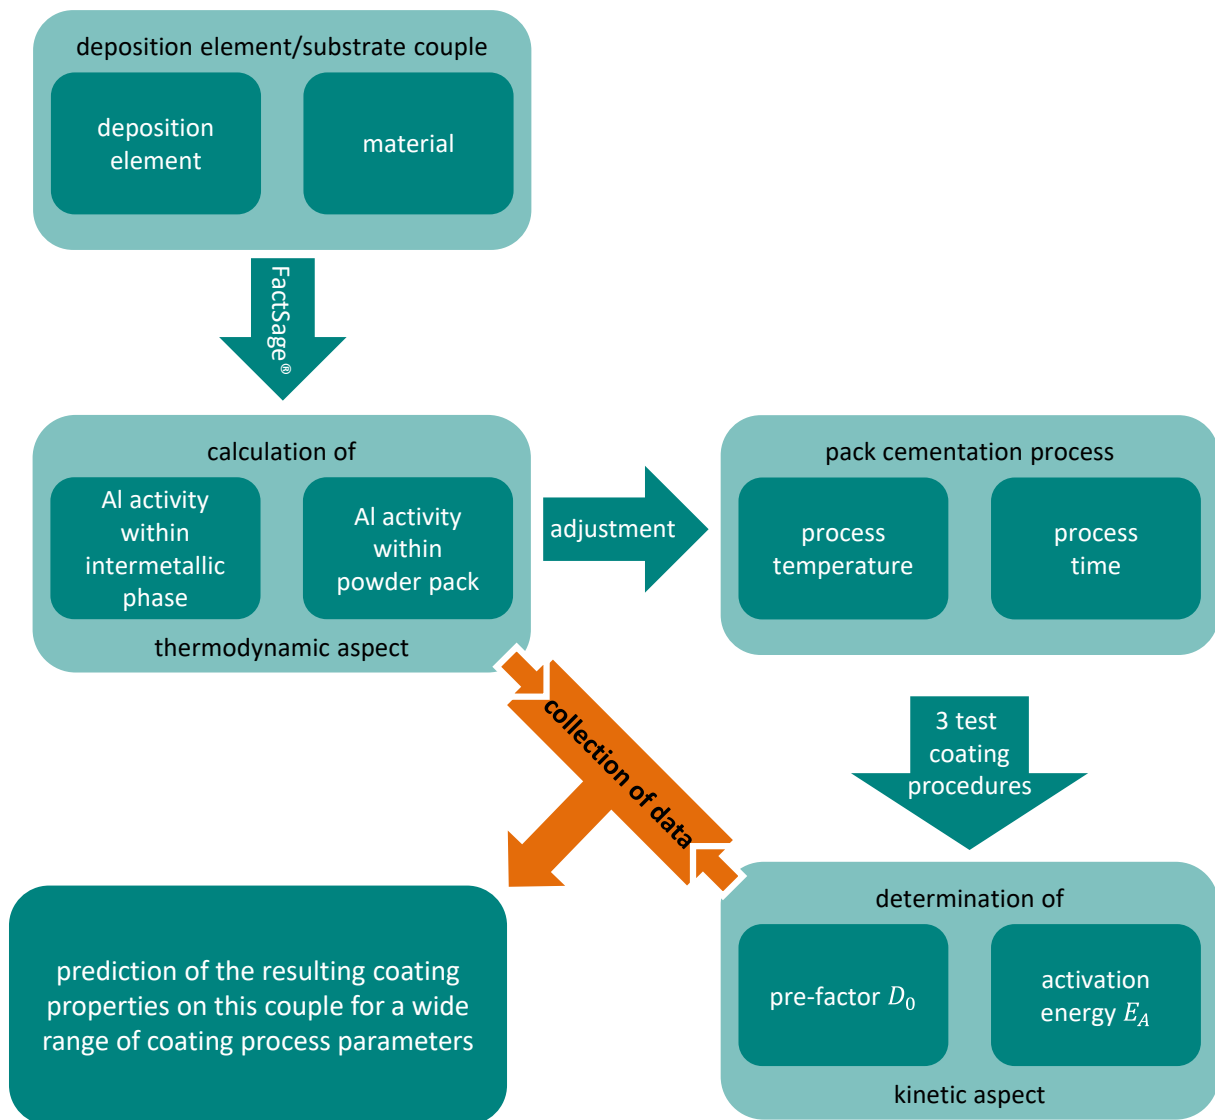 deposition element/substrate couple
deposition
element
material
FactSage®
calculation of
Al activity
within
intermetallic
phase
Al activity
within
powder pack
thermodynamic aspect
adjustment
pack cementation process
process
temperature
process
time
3 test
coating
procedures
collection of data
determination of
pre-factor D₀
activation
energy E_A
kinetic aspect
prediction of the resulting coating
properties on this couple for a wide
range of coating process parameters